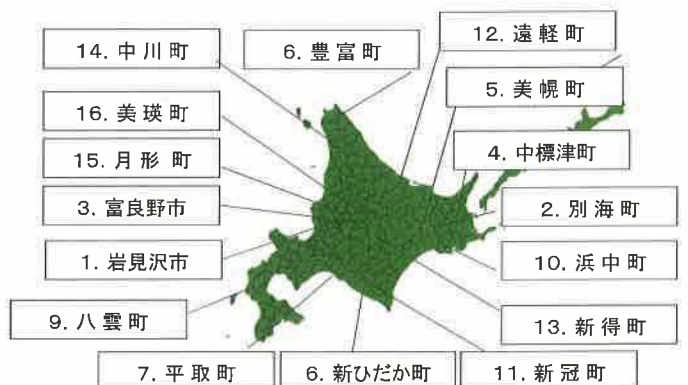 12. 遠軽町
14. 中川町
6. 豊富町
5. 美幌町
16. 美瑛町
4. 中標津町
15. 月形 町
3. 富良野市
2. 別海町
1. 岩見沢市
10. 浜中町
9. 八雲町
13. 新得町
7. 平取町
6. 新ひだか町
11. 新冠町